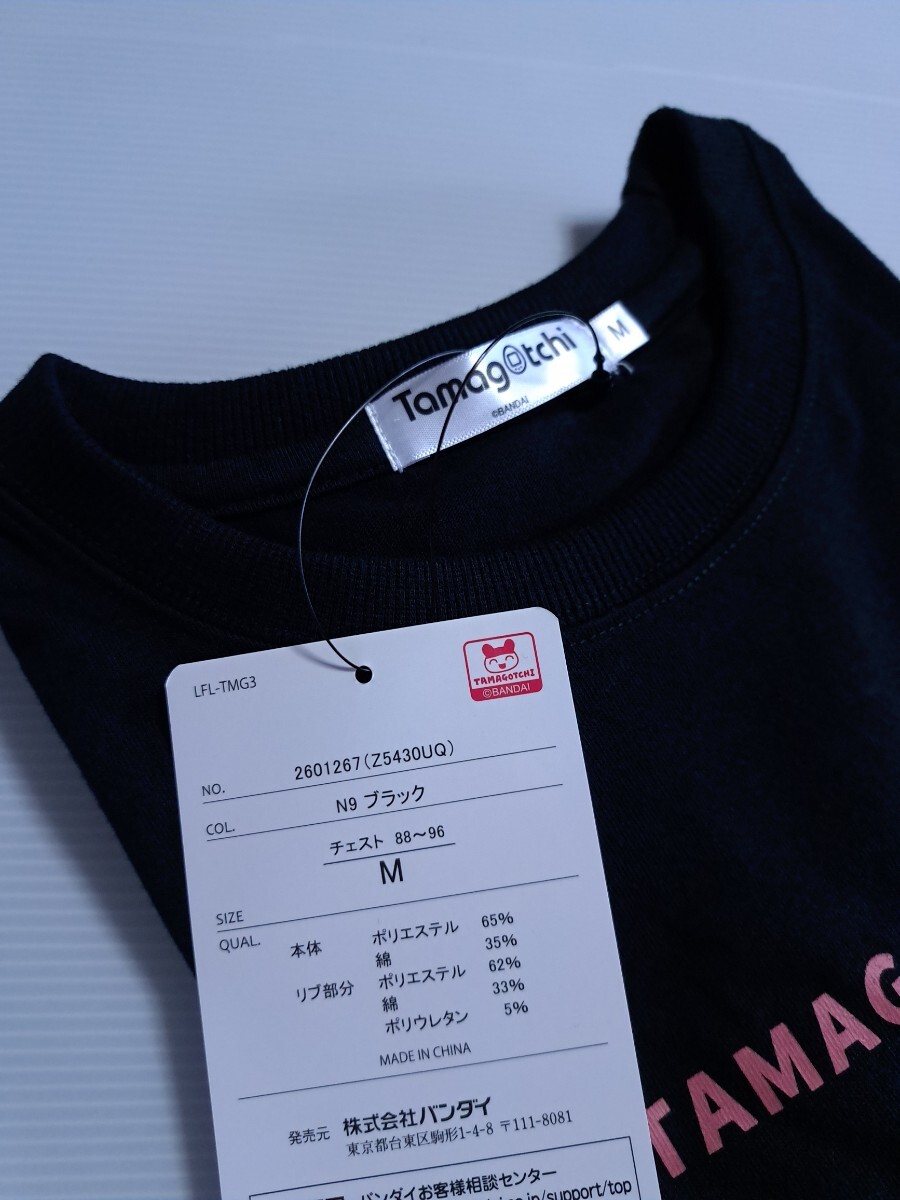 Tamagotchi
©BANDAI
M
LFL-TMG3
TAMAGOTCHI
©BANDAI
NO. 2601267(Z5430UQ)
COL. N9 ブラック
チェスト 88～96
SIZE M
QUAL. 本体 ポリエステル 65%
綿 35%
リブ部分 ポリエステル 62%
綿 33%
ポリウレタン 5%
MADE IN CHINA
発売元 株式会社バンダイ
東京都台東区駒形1-4-8 〒111-8081
バンダイお客様相談センター
/support/top
TAMAG